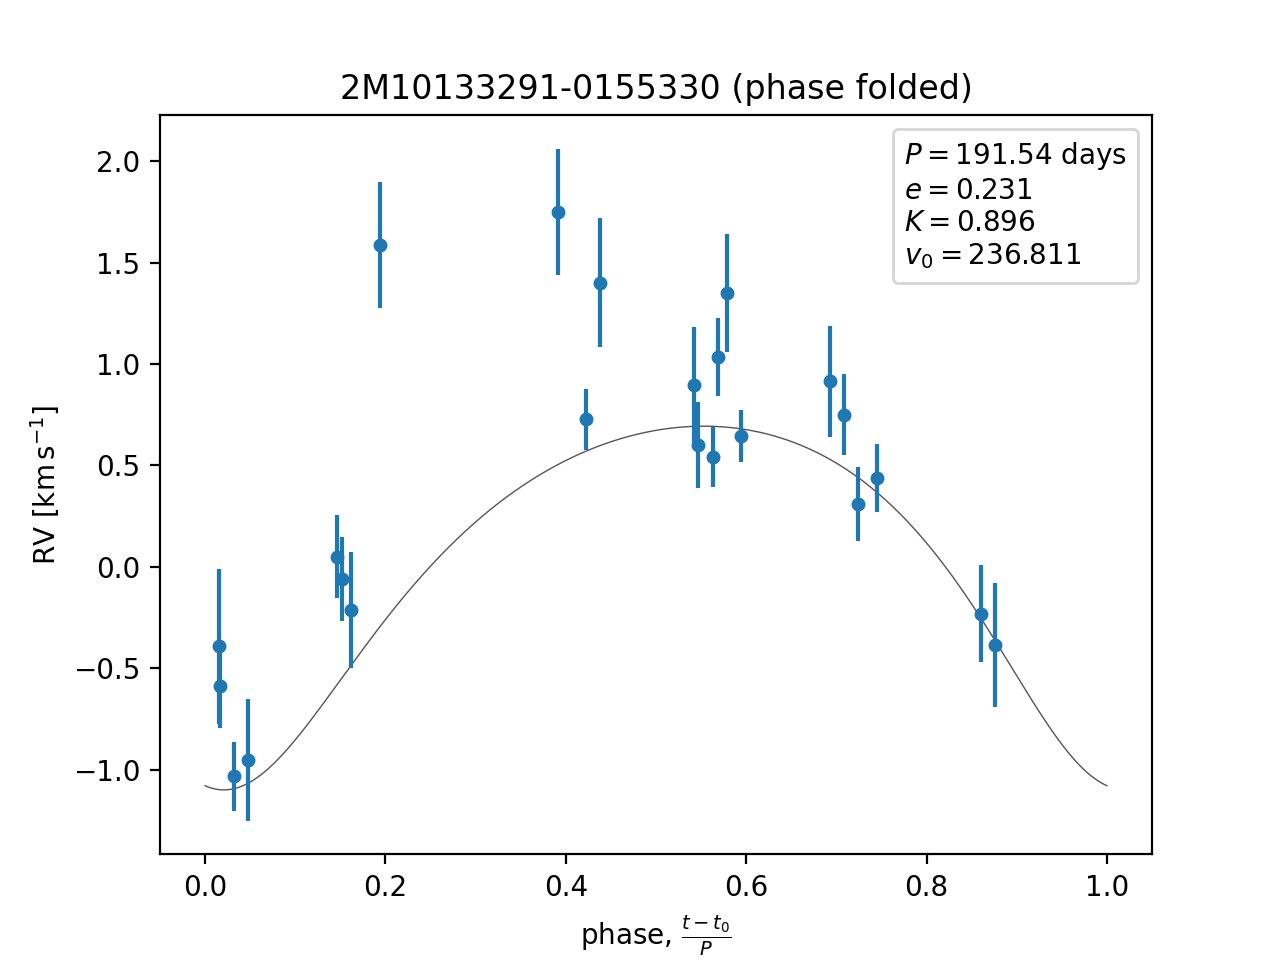 2M10133291-0155330 (phase folded)
P = 191.54 days
e = 0.231
K = 0.896
v₀ = 236.811
2.0
1.5
1.0
0.5
0.0
−0.5
−1.0
RV [km s⁻¹]
0.0 0.2 0.4 0.6 0.8 1.0
phase, (t − t₀)/P